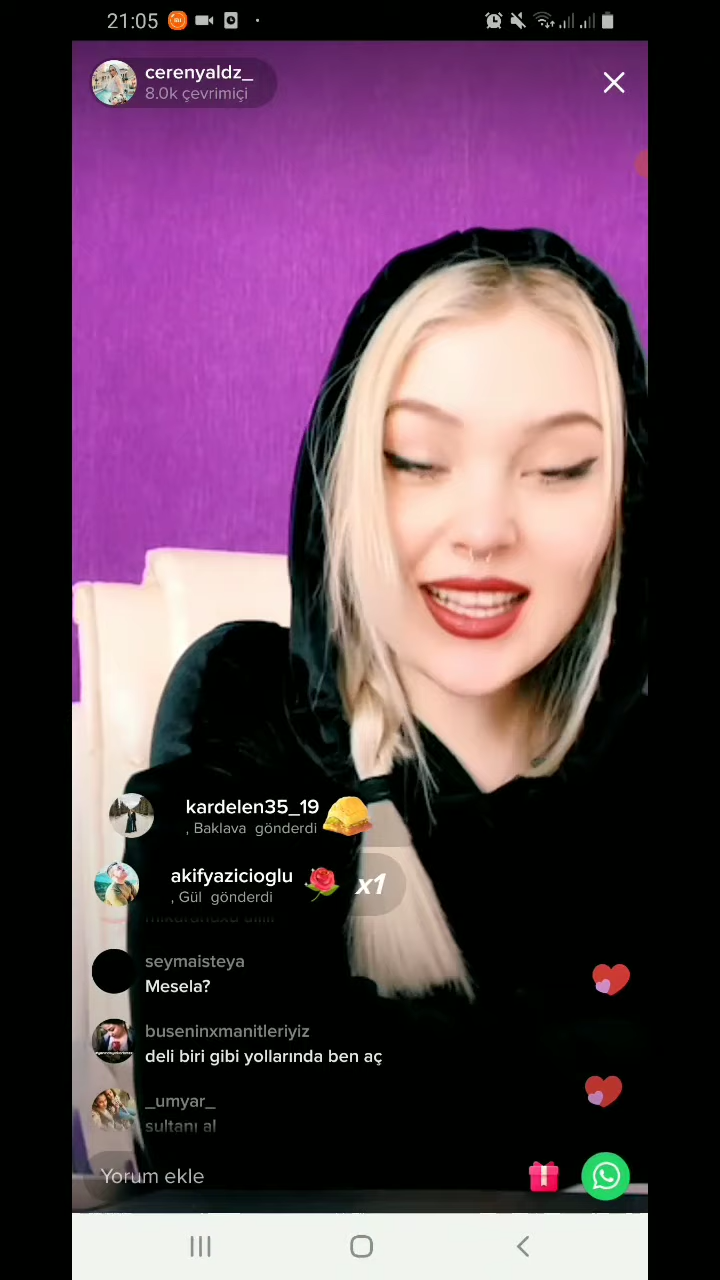 21:05
cerenyaldz_
8.0k çevrimiçi
kardelen35_19
, Baklava gönderdi
akifyazicioglu
, Gül gönderdi
x1
seymaisteya
Mesela?
buseninxmanitleriyiz
deli biri gibi yollarında ben aç
_umyar_
sultanı al
Yorum ekle